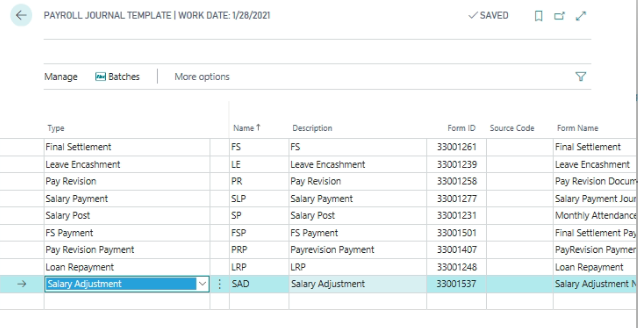 PAYROLL JOURNAL TEMPLATE | WORK DATE: 1/28/2021 SAVED
Manage Batches More options
Type Name ↑ Description Form ID Source Code Form Name
Final Settlement FS FS 33001261 Final Settlement
Leave Encashment LE Leave Encashment 33001239 Leave Encashment
Pay Revision PR Pay Revision 33001258 Pay Revision Docum
Salary Payment SLP Salary Payment 33001277 Salary Payment Jour
Salary Post SP Salary Post 33001231 Monthly Attendance
FS Payment FSP FS Payment 33001501 Final Settlement Pay
Pay Revision Payment PRP Payrevision Payment 33001407 PayRevision Paymer
Loan Repayment LRP LRP 33001248 Loan Repayment
Salary Adjustment SAD Salary Adjustment 33001537 Salary Adjustment N